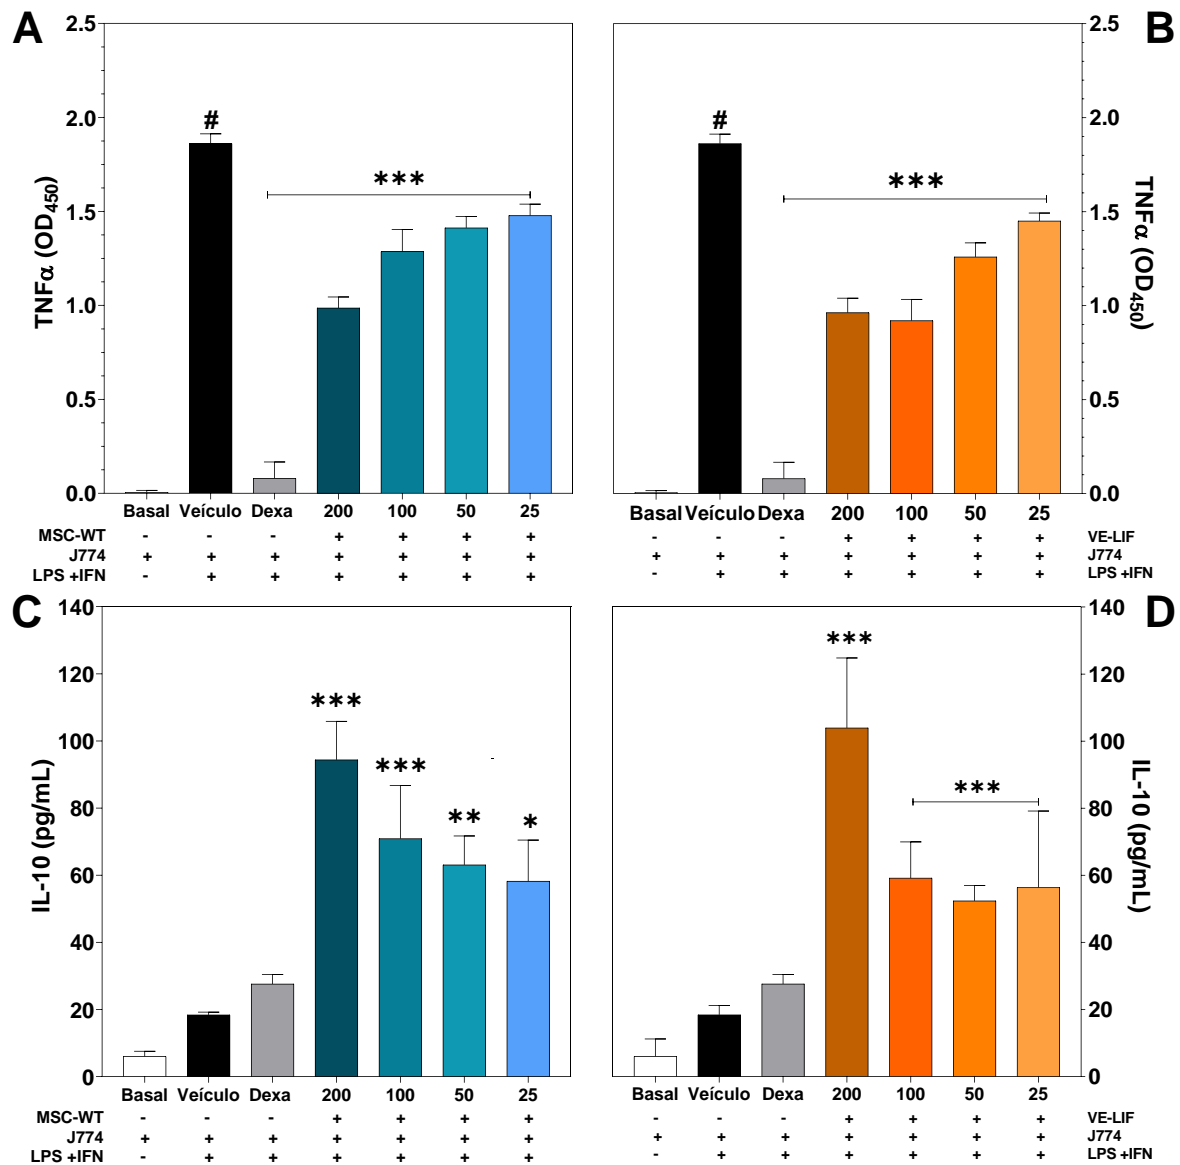 A
2.5
2.0
1.5
1.0
0.5
0.0
TNFα (OD450)
#
***
Basal Veículo Dexa 200 100 50 25
MSC-WT - - - + + + +
J774 + + + + + + +
LPS +IFN - + + + + + +
B
2.5
2.0
1.5
1.0
0.5
0.0
TNFα (OD450)
#
***
Basal Veículo Dexa 200 100 50 25
- - - + + + + VE-LIF
+ + + + + + + J774
- + + + + + + LPS +IFN
C
140
120
100
80
60
40
20
0
IL-10 (pg/mL)
***
***
**
*
Basal Veículo Dexa 200 100 50 25
MSC-WT - - - + + + +
J774 + + + + + + +
LPS +IFN - + + + + + +
D
140
120
100
80
60
40
20
0
IL-10 (pg/mL)
***
***
Basal Veículo Dexa 200 100 50 25
- - - + + + + VE-LIF
+ + + + + + + J774
- + + + + + + LPS +IFN